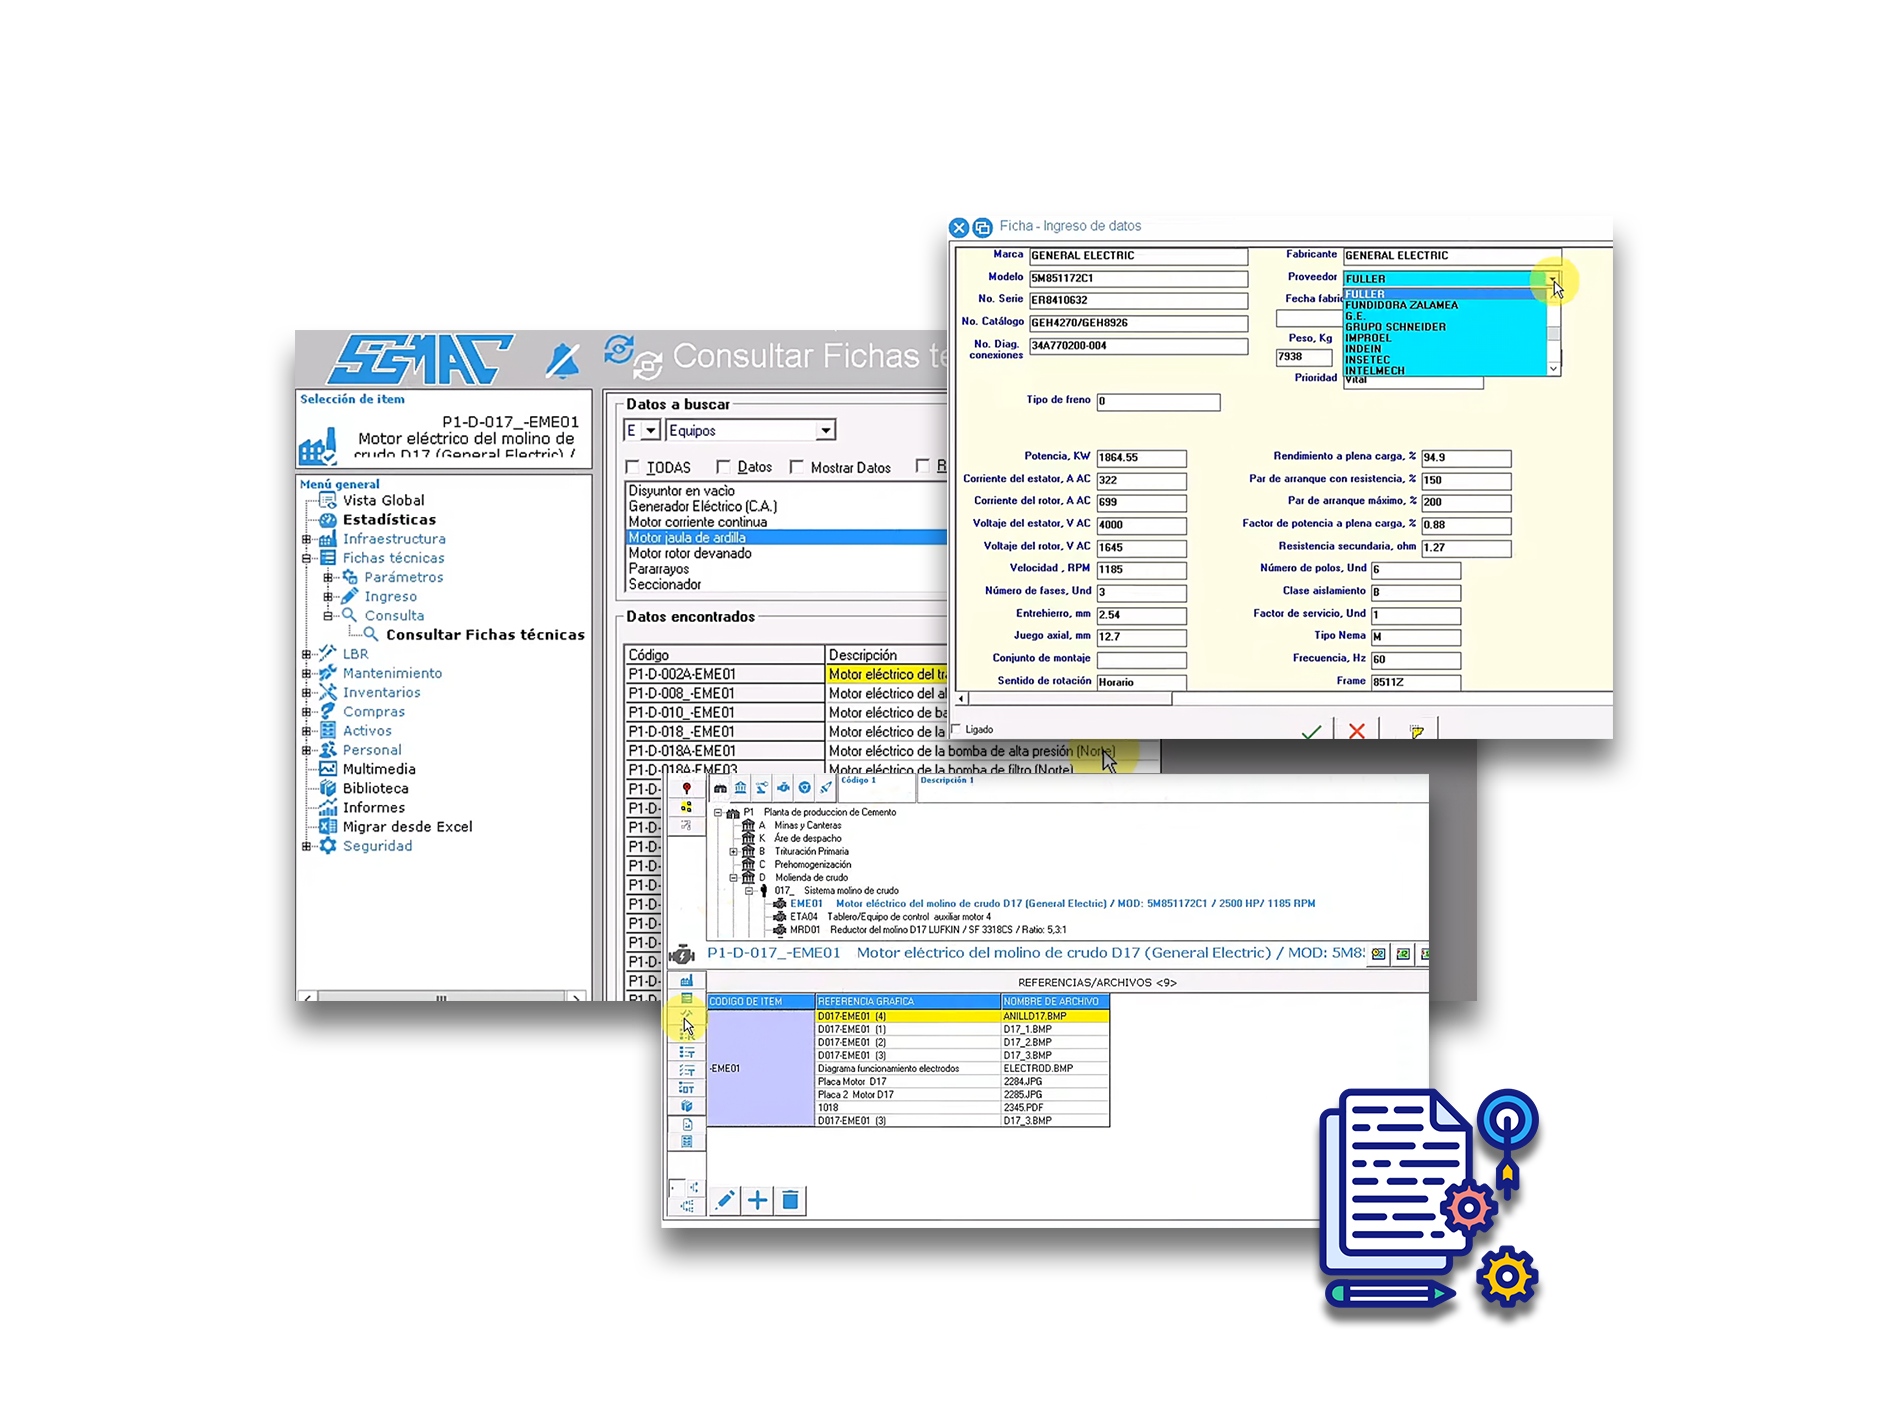 SGMAC
Consultar Fichas
Selección de item
P1-D-017_-EME01
Motor eléctrico del molino de
crudo D17 (General Electric) /
Menú general
Vista Global
Estadísticas
Infraestructura
Fichas técnicas
Parámetros
Ingreso
Consulta
Consultar Fichas técnicas
LBR
Mantenimiento
Inventarios
Compras
Activos
Personal
Multimedia
Biblioteca
Informes
Migrar desde Excel
Seguridad
Datos a buscar
E Equipos
TODAS Datos Mostrar Datos R
Disyuntor en vacio
Generador Eléctrico (C.A.)
Motor corriente continua
Motor jaula de ardilla
Motor rotor devanado
Pararrayos
Seccionador
Datos encontrados
Código Descripción
P1-D-002A-EME01 Motor eléctrico del
P1-D-008_-EME01 Motor eléctrico del
P1-D-010_-EME01 Motor eléctrico de
P1-D-018_-EME01 Motor eléctrico de la
P1-D-018A-EME01 Motor eléctrico de la bomba de alta presión (Norte)
P1-D-018A-EME03 Motor eléctrico de la bomba de filtro (Norte)
P1-D-
P1-D-
P1-D-
P1-D-
P1-D-
P1-D-
P1-D-
P1-D-
P1-D-
P1-D-
P1-D-
P1-D-
Ficha - Ingreso de datos
Marca GENERAL ELECTRIC Fabricante GENERAL ELECTRIC
Modelo 5M851172C1 Proveedor FULLER
No. Serie ER8410632 Fecha fabric
No. Catálogo GEH4270/GEH8926
No. Diag. conexiones 34A770200-004
FULLER
FUNDIDORA ZALAMEA
G.E.
GRUPO SCHNEIDER
IMPROEL
INDEIN
INSETEC
INTELMECH
Peso, Kg
7938
Prioridad Vital
Tipo de freno 0
Potencia, KW 1864.55 Rendimiento a plena carga, % 94.9
Corriente del estator, A AC 322 Par de arranque con resistencia, % 150
Corriente del rotor, A AC 699 Par de arranque máximo, % 200
Voltaje del estator, V AC 4000 Factor de potencia a plena carga, % 0.88
Voltaje del rotor, V AC 1645 Resistencia secundaria, ohm 1.27
Velocidad , RPM 1185 Número de polos, Und 6
Número de fases, Und 3 Clase aislamiento B
Entrehierro, mm 2.54 Factor de servicio, Und 1
Juego axial, mm 12.7 Tipo Nema M
Conjunto de montaje Frecuencia, Hz 60
Sentido de rotación Horario Frame 8511Z
Ligado
Código 1 Descripción 1
P1 Planta de produccion de Cemento
A Minas y Canteras
K Áre de despacho
B Trituración Primaria
C Prehomogenización
D Molienda de crudo
017_ Sistema molino de crudo
EME01 Motor eléctrico del molino de crudo D17 (General Electric) / MOD: 5M851172C1 / 2500 HP/ 1185 RPM
ETA04 Tablero/Equipo de control auxiliar motor 4
MRD01 Reductor del molino D17 LUFKIN / SF 3318CS / Ratio: 5,3:1
P1-D-017_-EME01 Motor eléctrico del molino de crudo D17 (General Electric) / MOD: 5M8
REFERENCIAS/ARCHIVOS <9>
CODIGO DE ITEM REFERENCIA GRAFICA NOMBRE DE ARCHIVO
-EME01
D017-EME01 (4) ANILLD17.BMP
D017-EME01 (1) D17_1.BMP
D017-EME01 (2) D17_2.BMP
D017-EME01 (3) D17_3.BMP
Diagrama funcionamiento electrodos ELECTROD.BMP
Placa Motor D17 2284.JPG
Placa 2 Motor D17 2285.JPG
1018 2345.PDF
D017-EME01 (3) D17_3.BMP